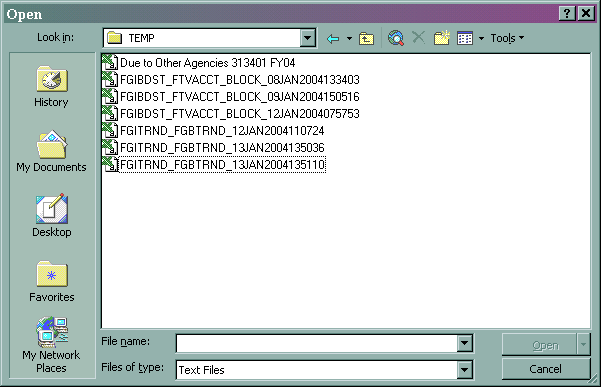 Open
Look in: TEMP Tools
Due to Other Agencies 313401 FY04
FGIBDST_FTVACCT_BLOCK_08JAN2004133403
FGIBDST_FTVACCT_BLOCK_09JAN2004150516
FGIBDST_FTVACCT_BLOCK_12JAN2004075753
FGITRND_FGBTRND_12JAN2004110724
FGITRND_FGBTRND_13JAN2004135036
FGITRND_FGBTRND_13JAN2004135110
History
My Documents
Desktop
Favorites
My Network
Places
File name: Open
Files of type: Text Files Cancel